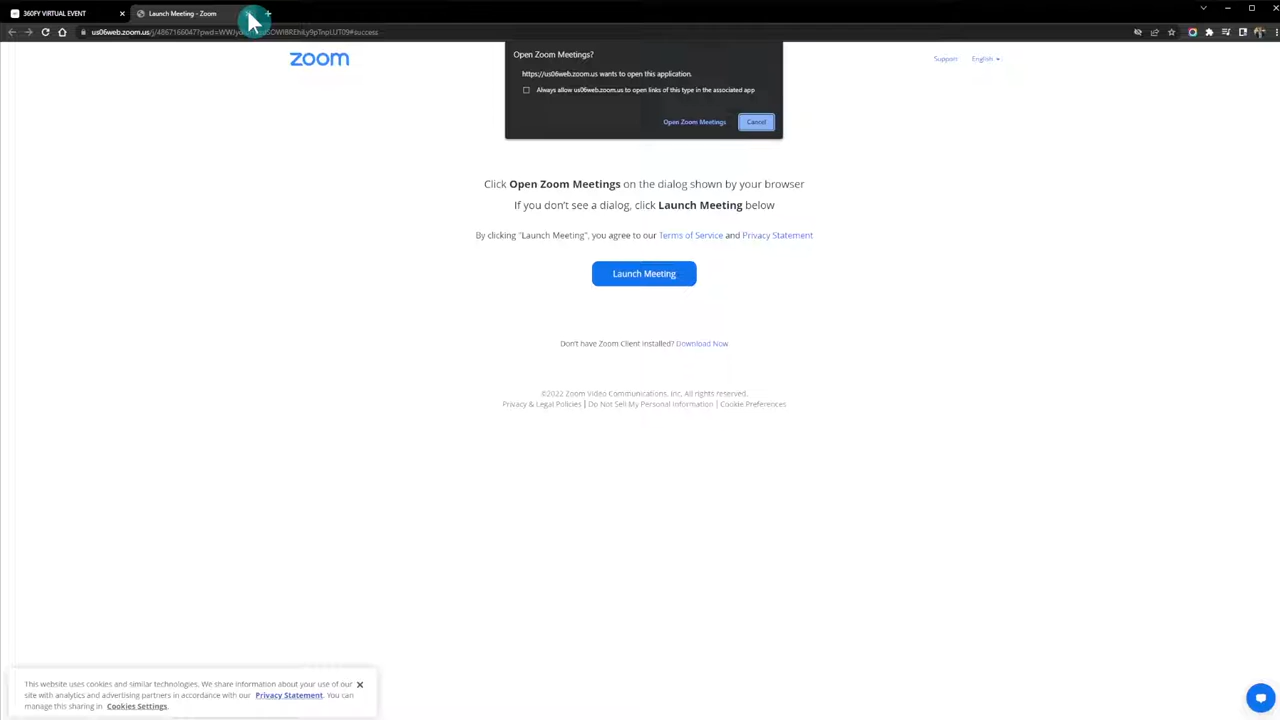 360FY VIRTUAL EVENT
Launch Meeting - Zoom
zoom
Support
English
Open Zoom Meetings?
https://us06web.zoom.us wants to open this application.
Always allow us06web.zoom.us to open links of this type in the associated app
Open Zoom Meetings
Cancel
Click Open Zoom Meetings on the dialog shown by your browser
If you don't see a dialog, click Launch Meeting below
By clicking "Launch Meeting", you agree to our Terms of Service and Privacy Statement
Launch Meeting
Don't have Zoom Client installed? Download Now
©2022 Zoom Video Communications, Inc. All rights reserved.
Privacy & Legal Policies | Do Not Sell My Personal Information | Cookie Preferences
This website uses cookies and similar technologies. We share information about your use of our
site with analytics and advertising partners in accordance with our Privacy Statement. You can
manage this sharing in Cookies Settings.